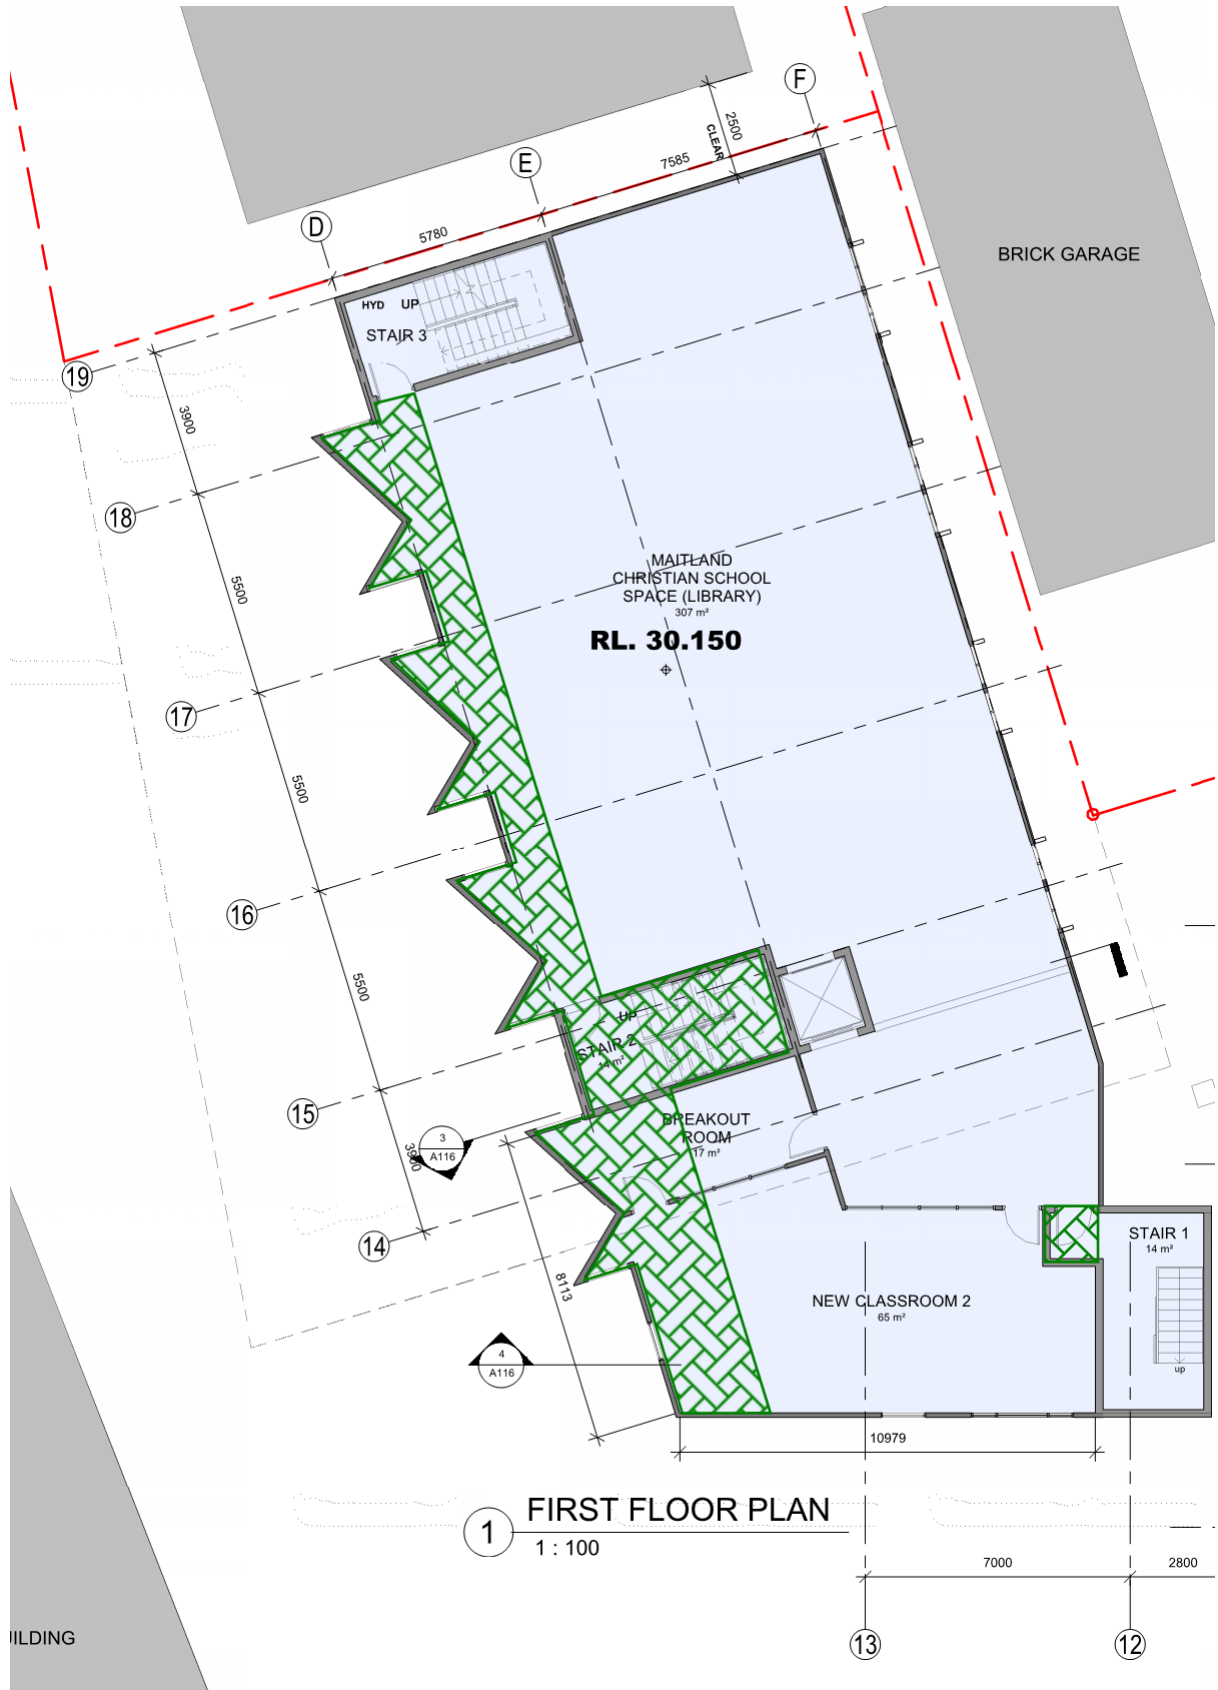 F
2500
CLEAR
7585
E
D
5780
BRICK GARAGE
HYD UP
STAIR 3
19
3900
18
5500
MAITLAND
CHRISTIAN SCHOOL
SPACE (LIBRARY)
307 m²
RL. 30.150
17
5500
16
5500
UP
STAIR 2
14 m²
15
BREAKOUT
ROOM
17 m²
3
A116
3900
14
STAIR 1
14 m²
8113
NEW CLASSROOM 2
65 m²
4
A116
up
10979
1
FIRST FLOOR PLAN
1 : 100
7000
2800
13
12